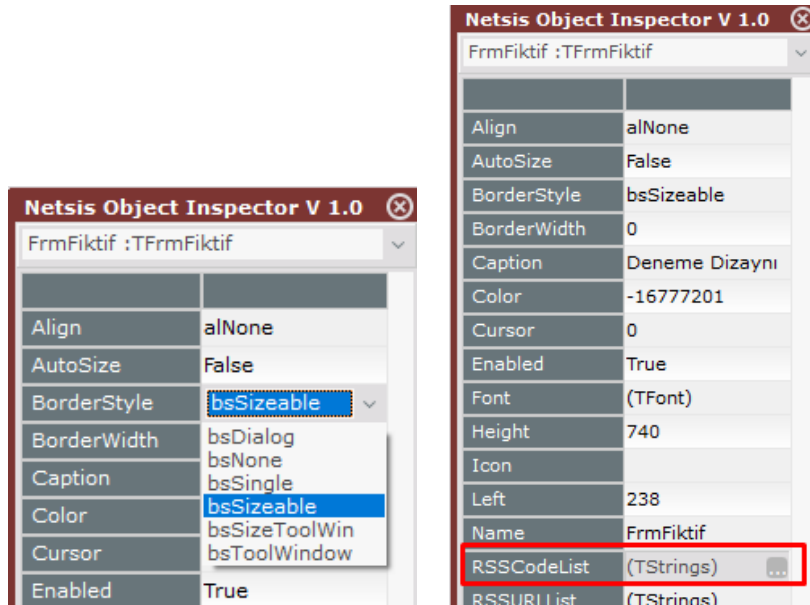 Netsis Object Inspector V 1.0
FrmFiktif :TFrmFiktif
Align alNone
AutoSize False
BorderStyle bsSizeable
BorderWidth
Caption
Color
Cursor
Enabled True
bsDialog
bsNone
bsSingle
bsSizeable
bsSizeToolWin
bsToolWindow
Netsis Object Inspector V 1.0
FrmFiktif :TFrmFiktif
Align alNone
AutoSize False
BorderStyle bsSizeable
BorderWidth 0
Caption Deneme Dizaynı
Color -16777201
Cursor 0
Enabled True
Font (TFont)
Height 740
Icon
Left 238
Name FrmFiktif
RSSCodeList (TStrings) ...
RSSURLList (TStrings)